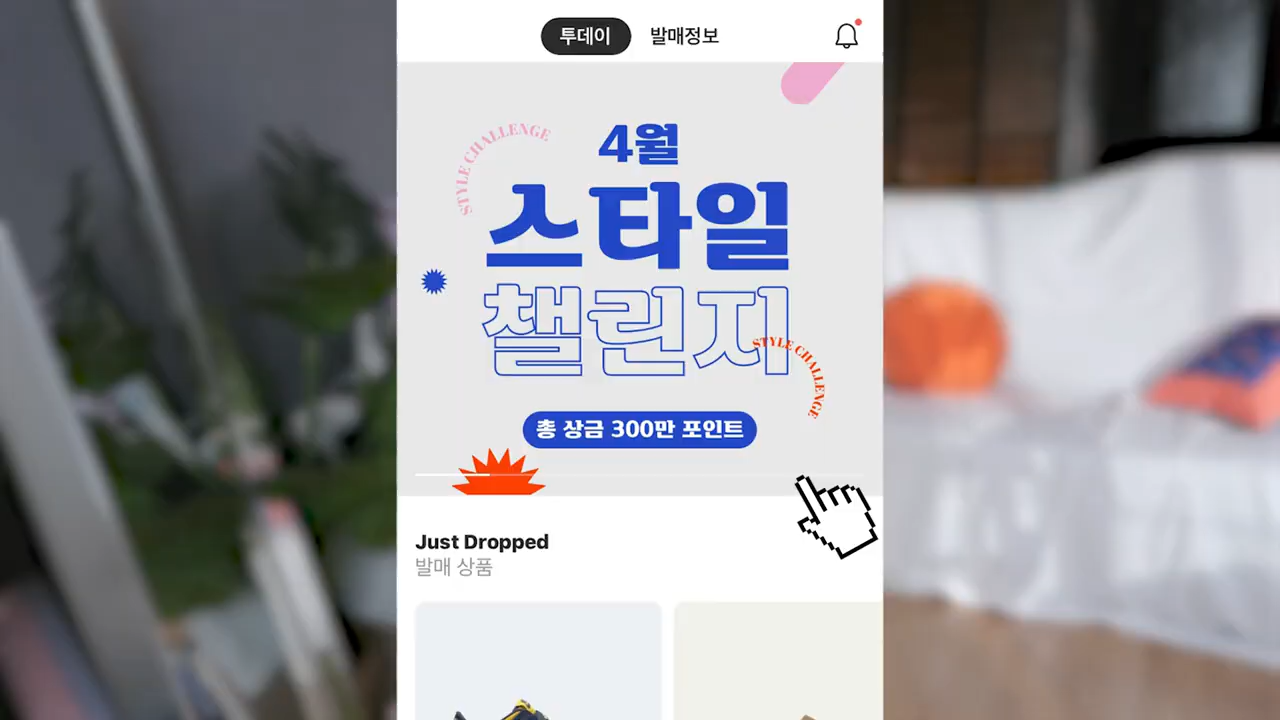 투데이 발매정보
STYLE CHALLENGE
4월
스타일
챌린지
STYLE CHALLENGE
총 상금 300만 포인트
Just Dropped
발매 상품